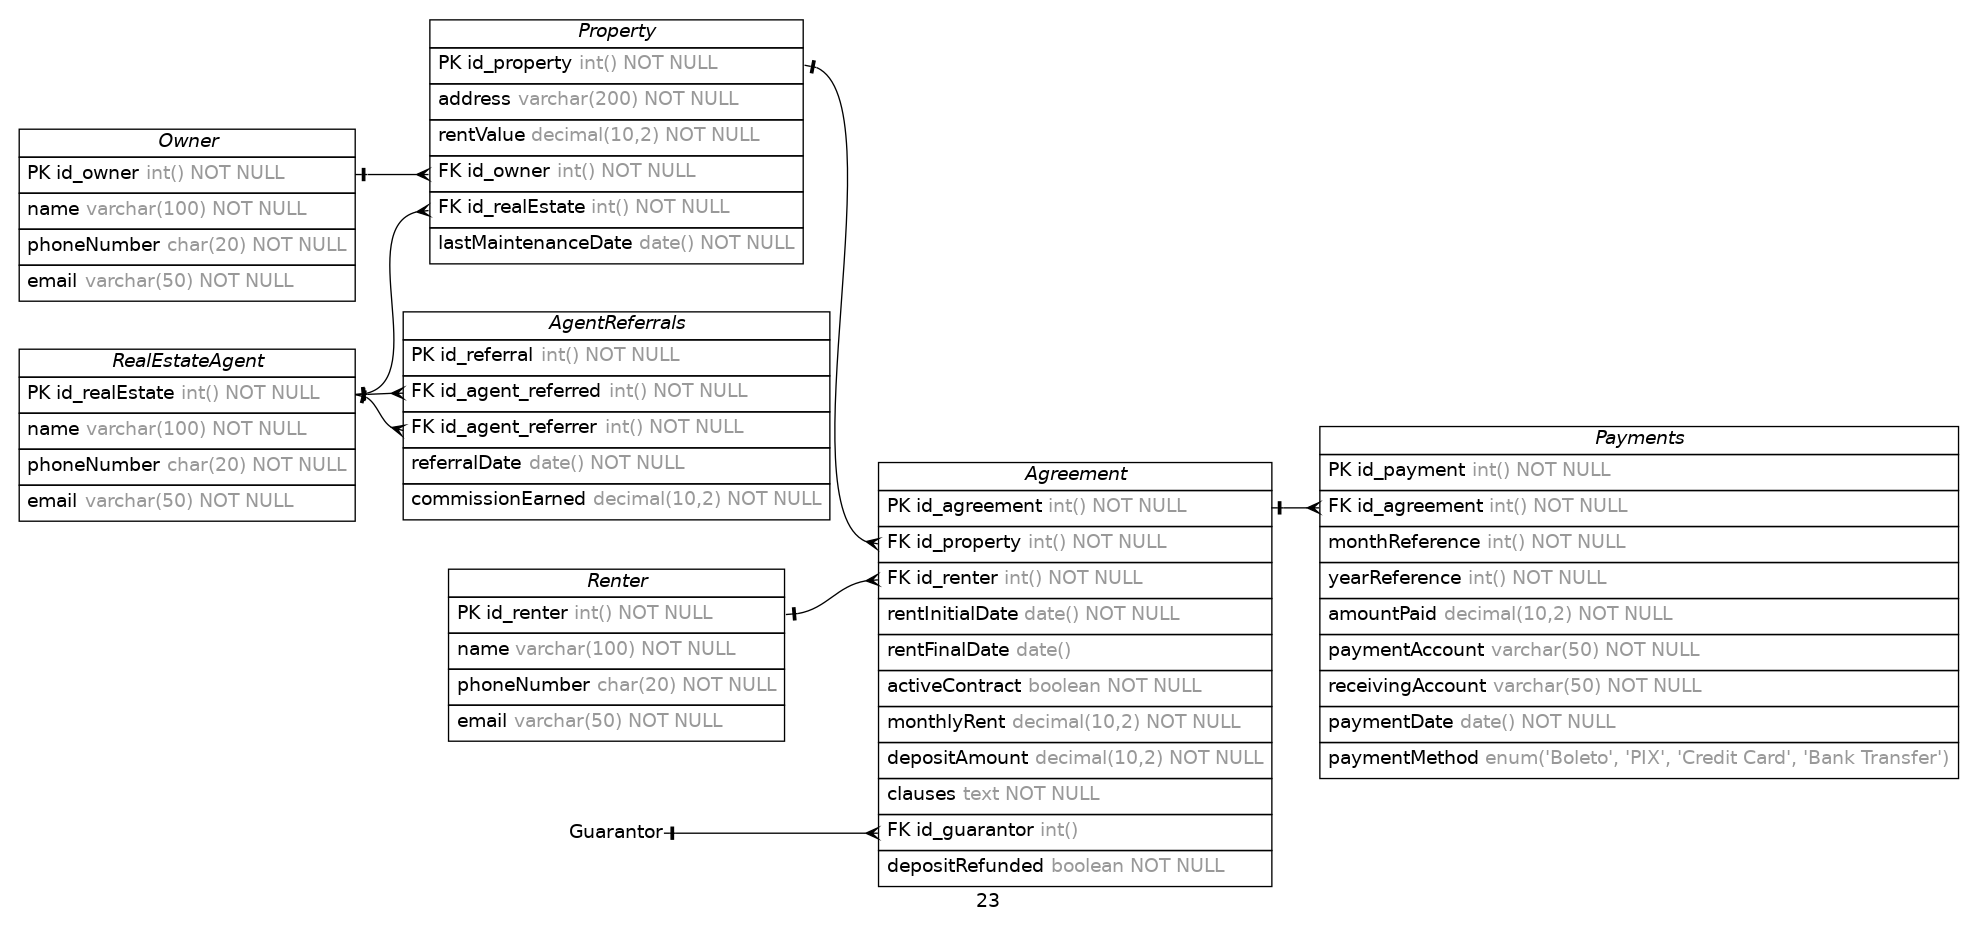 Property
PK id_property int() NOT NULL
address varchar(200) NOT NULL
rentValue decimal(10,2) NOT NULL
FK id_owner int() NOT NULL
FK id_realEstate int() NOT NULL
lastMaintenanceDate date() NOT NULL
Owner
PK id_owner int() NOT NULL
name varchar(100) NOT NULL
phoneNumber char(20) NOT NULL
email varchar(50) NOT NULL
AgentReferrals
PK id_referral int() NOT NULL
FK id_agent_referred int() NOT NULL
FK id_agent_referrer int() NOT NULL
referralDate date() NOT NULL
commissionEarned decimal(10,2) NOT NULL
RealEstateAgent
PK id_realEstate int() NOT NULL
name varchar(100) NOT NULL
phoneNumber char(20) NOT NULL
email varchar(50) NOT NULL
Agreement
PK id_agreement int() NOT NULL
FK id_property int() NOT NULL
FK id_renter int() NOT NULL
rentInitialDate date() NOT NULL
rentFinalDate date()
activeContract boolean NOT NULL
monthlyRent decimal(10,2) NOT NULL
depositAmount decimal(10,2) NOT NULL
clauses text NOT NULL
FK id_guarantor int()
depositRefunded boolean NOT NULL
Payments
PK id_payment int() NOT NULL
FK id_agreement int() NOT NULL
monthReference int() NOT NULL
yearReference int() NOT NULL
amountPaid decimal(10,2) NOT NULL
paymentAccount varchar(50) NOT NULL
receivingAccount varchar(50) NOT NULL
paymentDate date() NOT NULL
paymentMethod enum('Boleto', 'PIX', 'Credit Card', 'Bank Transfer')
Renter
PK id_renter int() NOT NULL
name varchar(100) NOT NULL
phoneNumber char(20) NOT NULL
email varchar(50) NOT NULL
Guarantor
23